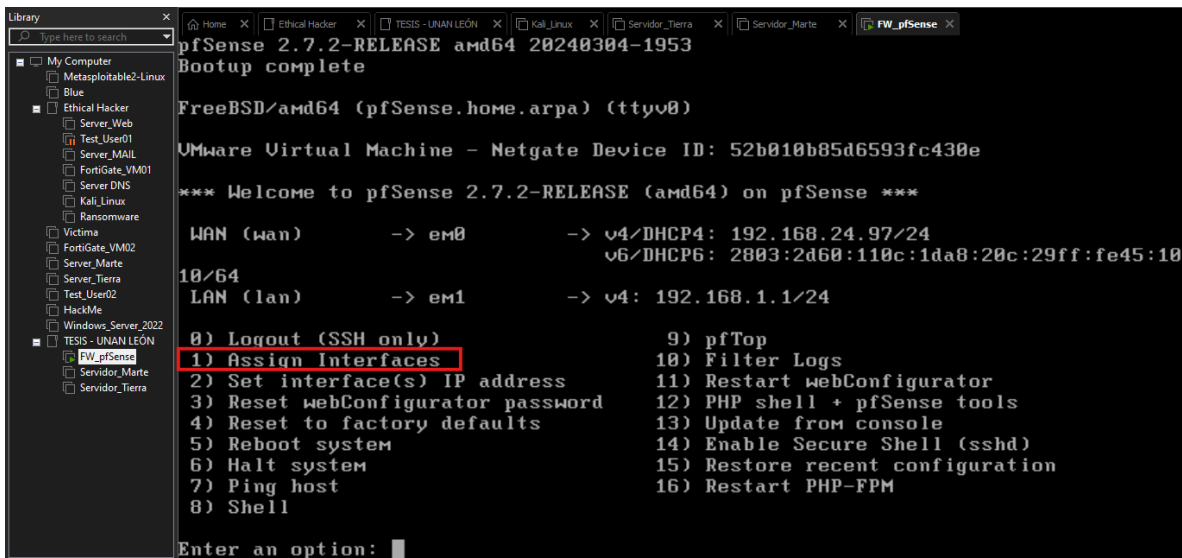 Library
Type here to search
My Computer
Metasploitable2-Linux
Blue
Ethical Hacker
Server_Web
Test_User01
Server_MAIL
FortiGate_VM01
Server DNS
Kali_Linux
Ransomware
Victima
FortiGate_VM02
Server_Marte
Server_Tierra
Test_User02
HackMe
Windows_Server_2022
TESIS - UNAN LEÓN
FW_pfSense
Servidor_Marte
Servidor_Tierra
Home Ethical Hacker TESIS - UNAN LEÓN Kali_Linux Servidor_Tierra Servidor_Marte FW_pfSense
pfSense 2.7.2-RELEASE amd64 20240304-1953
Bootup complete
FreeBSD/amd64 (pfSense.home.arpa) (ttyv0)
VMware Virtual Machine - Netgate Device ID: 52b010b85d6593fc430e
*** Welcome to pfSense 2.7.2-RELEASE (amd64) on pfSense ***
WAN (wan) -> em0 -> v4/DHCP4: 192.168.24.97/24
v6/DHCP6: 2803:2d60:110c:1da8:20c:29ff:fe45:10
10/64
LAN (lan) -> em1 -> v4: 192.168.1.1/24
0) Logout (SSH only) 9) pfTop
1) Assign Interfaces 10) Filter Logs
2) Set interface(s) IP address 11) Restart webConfigurator
3) Reset webConfigurator password 12) PHP shell + pfSense tools
4) Reset to factory defaults 13) Update from console
5) Reboot system 14) Enable Secure Shell (sshd)
6) Halt system 15) Restore recent configuration
7) Ping host 16) Restart PHP-FPM
8) Shell
Enter an option: